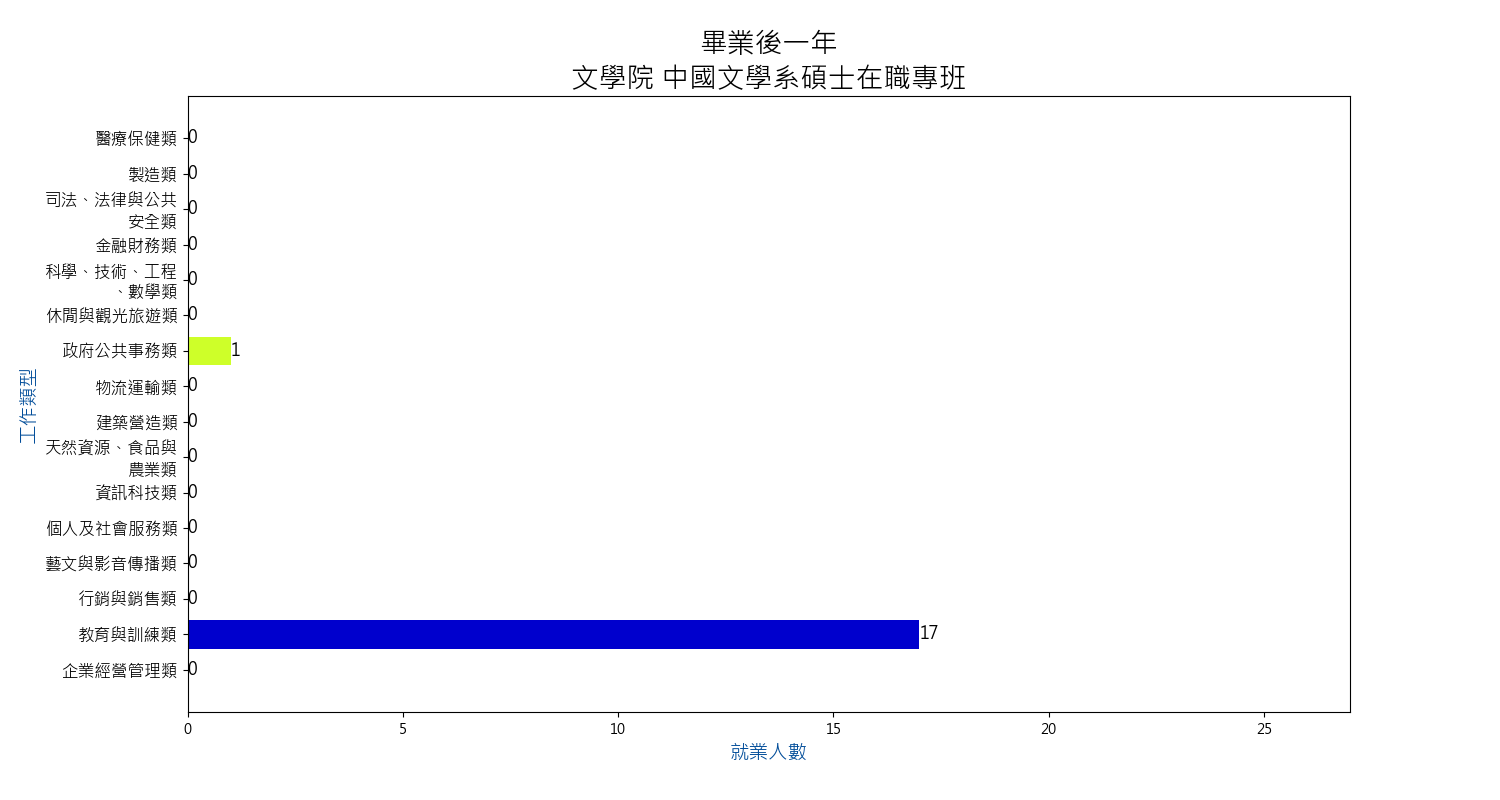 畢業後一年
文學院 中國文學系碩士在職專班
工作類型
醫療保健類 0
製造類 0
司法、法律與公共
安全類 0
金融財務類 0
科學、技術、工程
、數學類 0
休閒與觀光旅遊類 0
政府公共事務類 1
物流運輸類 0
建築營造類 0
天然資源、食品與
農業類 0
資訊科技類 0
個人及社會服務類 0
藝文與影音傳播類 0
行銷與銷售類 0
教育與訓練類 17
企業經營管理類 0
0 5 10 15 20 25
就業人數